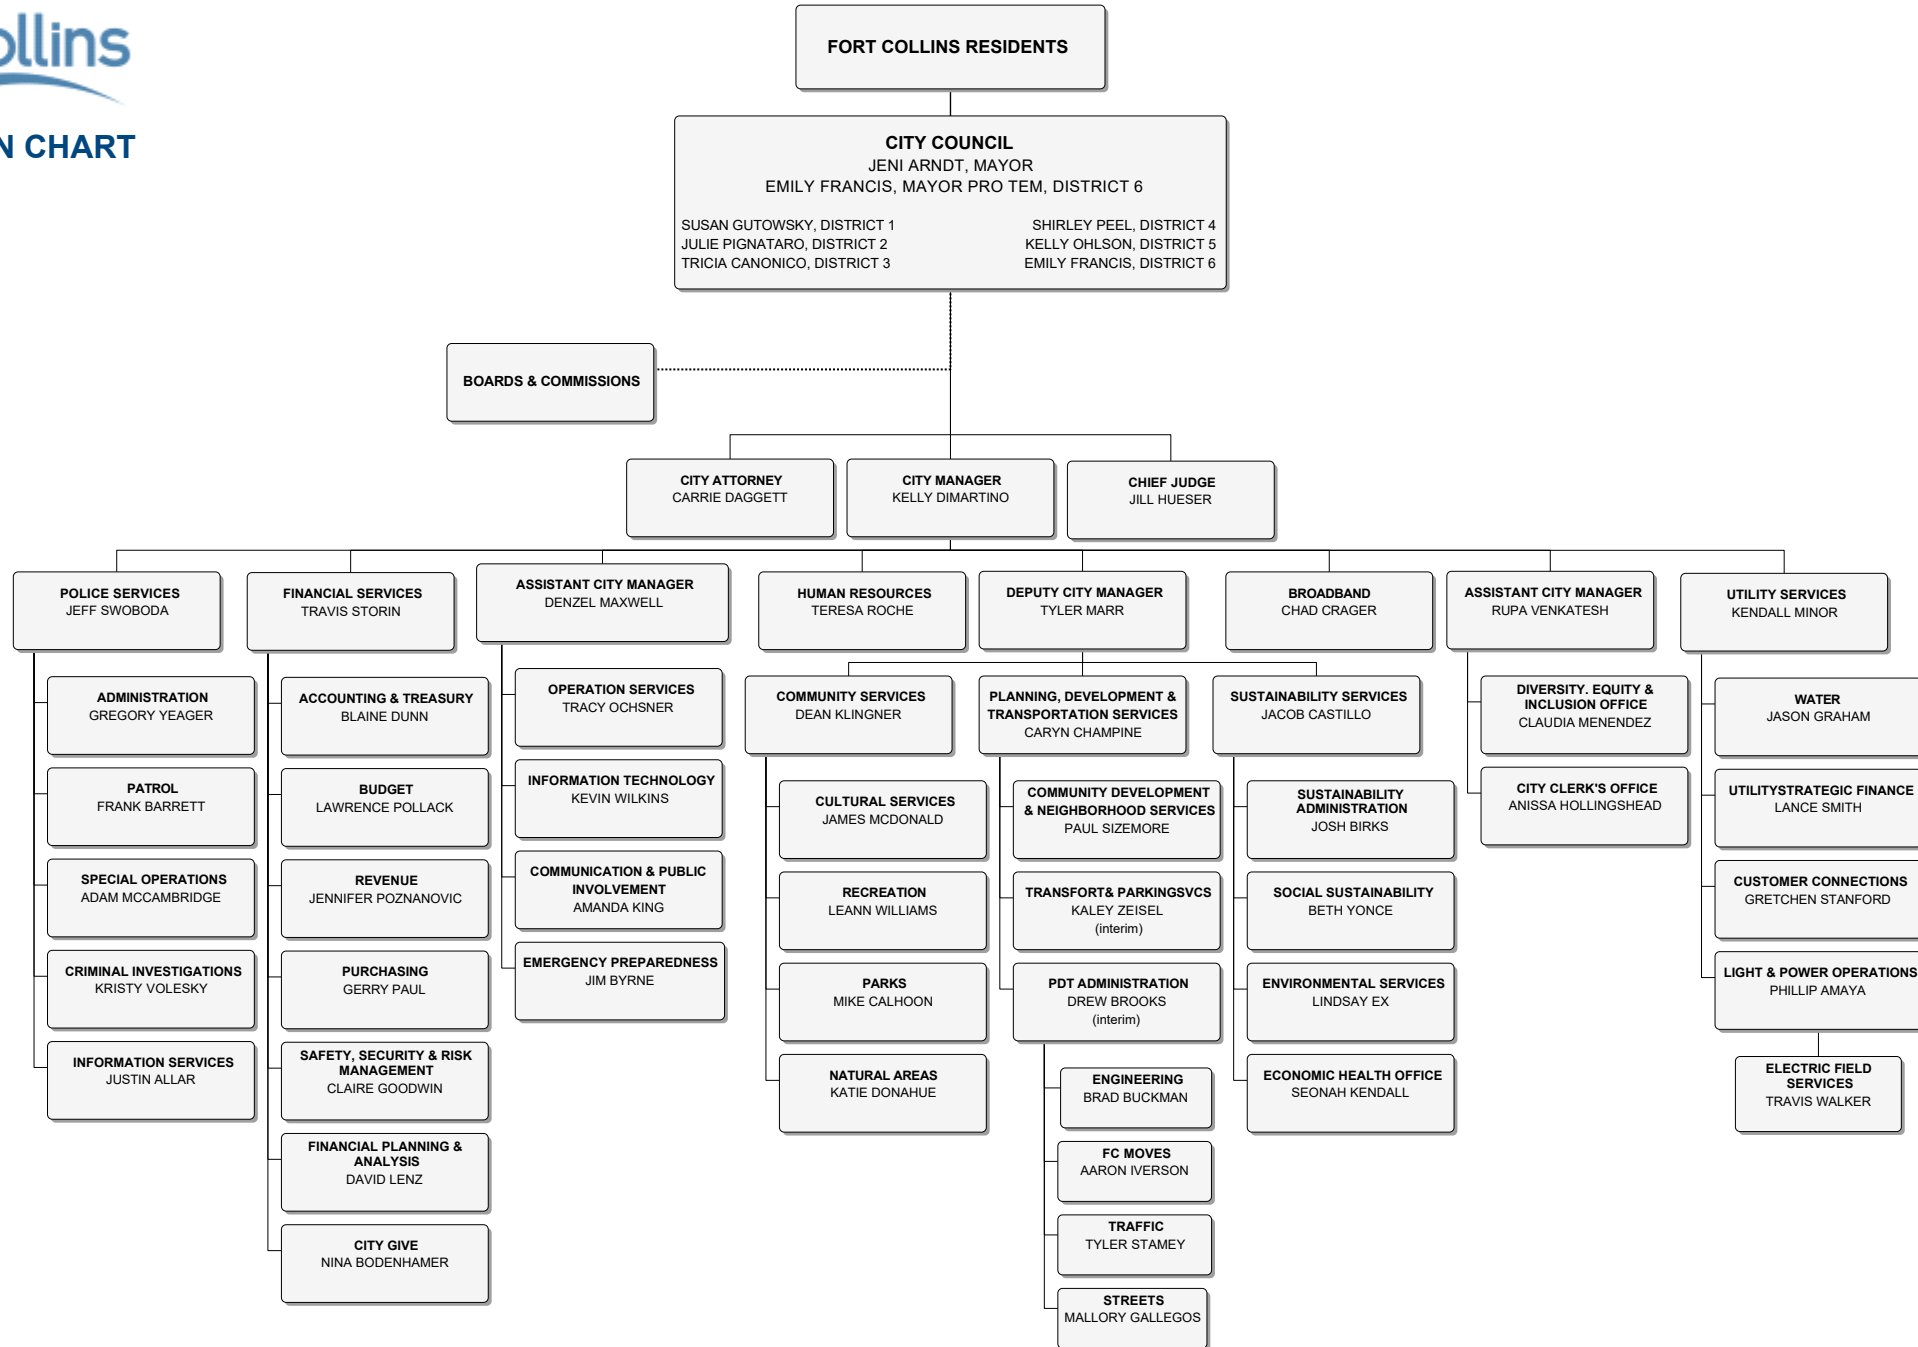 ollins
N CHART
FORT COLLINS RESIDENTS
CITY COUNCIL
JENI ARNDT, MAYOR
EMILY FRANCIS, MAYOR PRO TEM, DISTRICT 6
SUSAN GUTOWSKY, DISTRICT 1
JULIE PIGNATARO, DISTRICT 2
TRICIA CANONICO, DISTRICT 3
SHIRLEY PEEL, DISTRICT 4
KELLY OHLSON, DISTRICT 5
EMILY FRANCIS, DISTRICT 6
BOARDS & COMMISSIONS
CITY ATTORNEY
CARRIE DAGGETT
CITY MANAGER
KELLY DIMARTINO
CHIEF JUDGE
JILL HUESER
POLICE SERVICES
JEFF SWOBODA
FINANCIAL SERVICES
TRAVIS STORIN
ASSISTANT CITY MANAGER
DENZEL MAXWELL
HUMAN RESOURCES
TERESA ROCHE
DEPUTY CITY MANAGER
TYLER MARR
BROADBAND
CHAD CRAGER
ASSISTANT CITY MANAGER
RUPA VENKATESH
UTILITY SERVICES
KENDALL MINOR
ADMINISTRATION
GREGORY YEAGER
PATROL
FRANK BARRETT
SPECIAL OPERATIONS
ADAM MCCAMBRIDGE
CRIMINAL INVESTIGATIONS
KRISTY VOLESKY
INFORMATION SERVICES
JUSTIN ALLAR
ACCOUNTING & TREASURY
BLAINE DUNN
BUDGET
LAWRENCE POLLACK
REVENUE
JENNIFER POZNANOVIC
PURCHASING
GERRY PAUL
SAFETY, SECURITY & RISK
MANAGEMENT
CLAIRE GOODWIN
FINANCIAL PLANNING &
ANALYSIS
DAVID LENZ
CITY GIVE
NINA BODENHAMER
OPERATION SERVICES
TRACY OCHSNER
INFORMATION TECHNOLOGY
KEVIN WILKINS
COMMUNICATION & PUBLIC
INVOLVEMENT
AMANDA KING
EMERGENCY PREPAREDNESS
JIM BYRNE
COMMUNITY SERVICES
DEAN KLINGNER
CULTURAL SERVICES
JAMES MCDONALD
RECREATION
LEANN WILLIAMS
PARKS
MIKE CALHOON
NATURAL AREAS
KATIE DONAHUE
PLANNING, DEVELOPMENT &
TRANSPORTATION SERVICES
CARYN CHAMPINE
COMMUNITY DEVELOPMENT
& NEIGHBORHOOD SERVICES
PAUL SIZEMORE
TRANSFORT& PARKINGSVCS
KALEY ZEISEL
(interim)
PDT ADMINISTRATION
DREW BROOKS
(interim)
ENGINEERING
BRAD BUCKMAN
FC MOVES
AARON IVERSON
TRAFFIC
TYLER STAMEY
STREETS
MALLORY GALLEGOS
SUSTAINABILITY SERVICES
JACOB CASTILLO
SUSTAINABILITY
ADMINISTRATION
JOSH BIRKS
SOCIAL SUSTAINABILITY
BETH YONCE
ENVIRONMENTAL SERVICES
LINDSAY EX
ECONOMIC HEALTH OFFICE
SEONAH KENDALL
DIVERSITY. EQUITY &
INCLUSION OFFICE
CLAUDIA MENENDEZ
CITY CLERK'S OFFICE
ANISSA HOLLINGSHEAD
WATER
JASON GRAHAM
UTILITYSTRATEGIC FINANCE
LANCE SMITH
CUSTOMER CONNECTIONS
GRETCHEN STANFORD
LIGHT & POWER OPERATIONS
PHILLIP AMAYA
ELECTRIC FIELD
SERVICES
TRAVIS WALKER